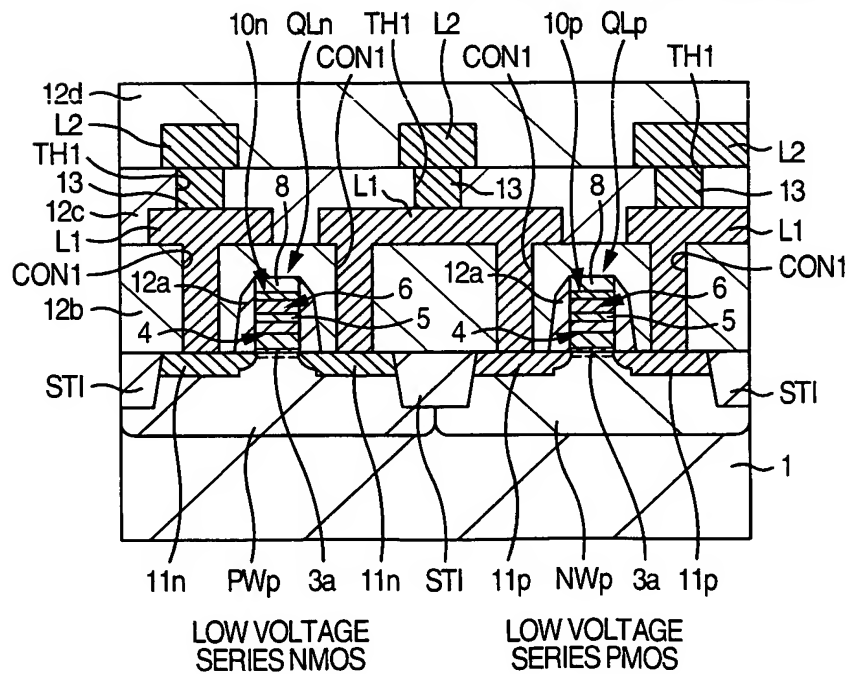 10n QLn TH1 L2 10p QLp
CON1 CON1 TH1
12d
L2
L2
TH1
13 8 L1 13 8 13
12c
L1 L1
CON1 CON1
12a 12a
12b 6 6
4 5 4 5
STI STI
1
11n PWp 3a 11n STI 11p NWp 3a 11p
LOW VOLTAGE LOW VOLTAGE
SERIES NMOS SERIES PMOS